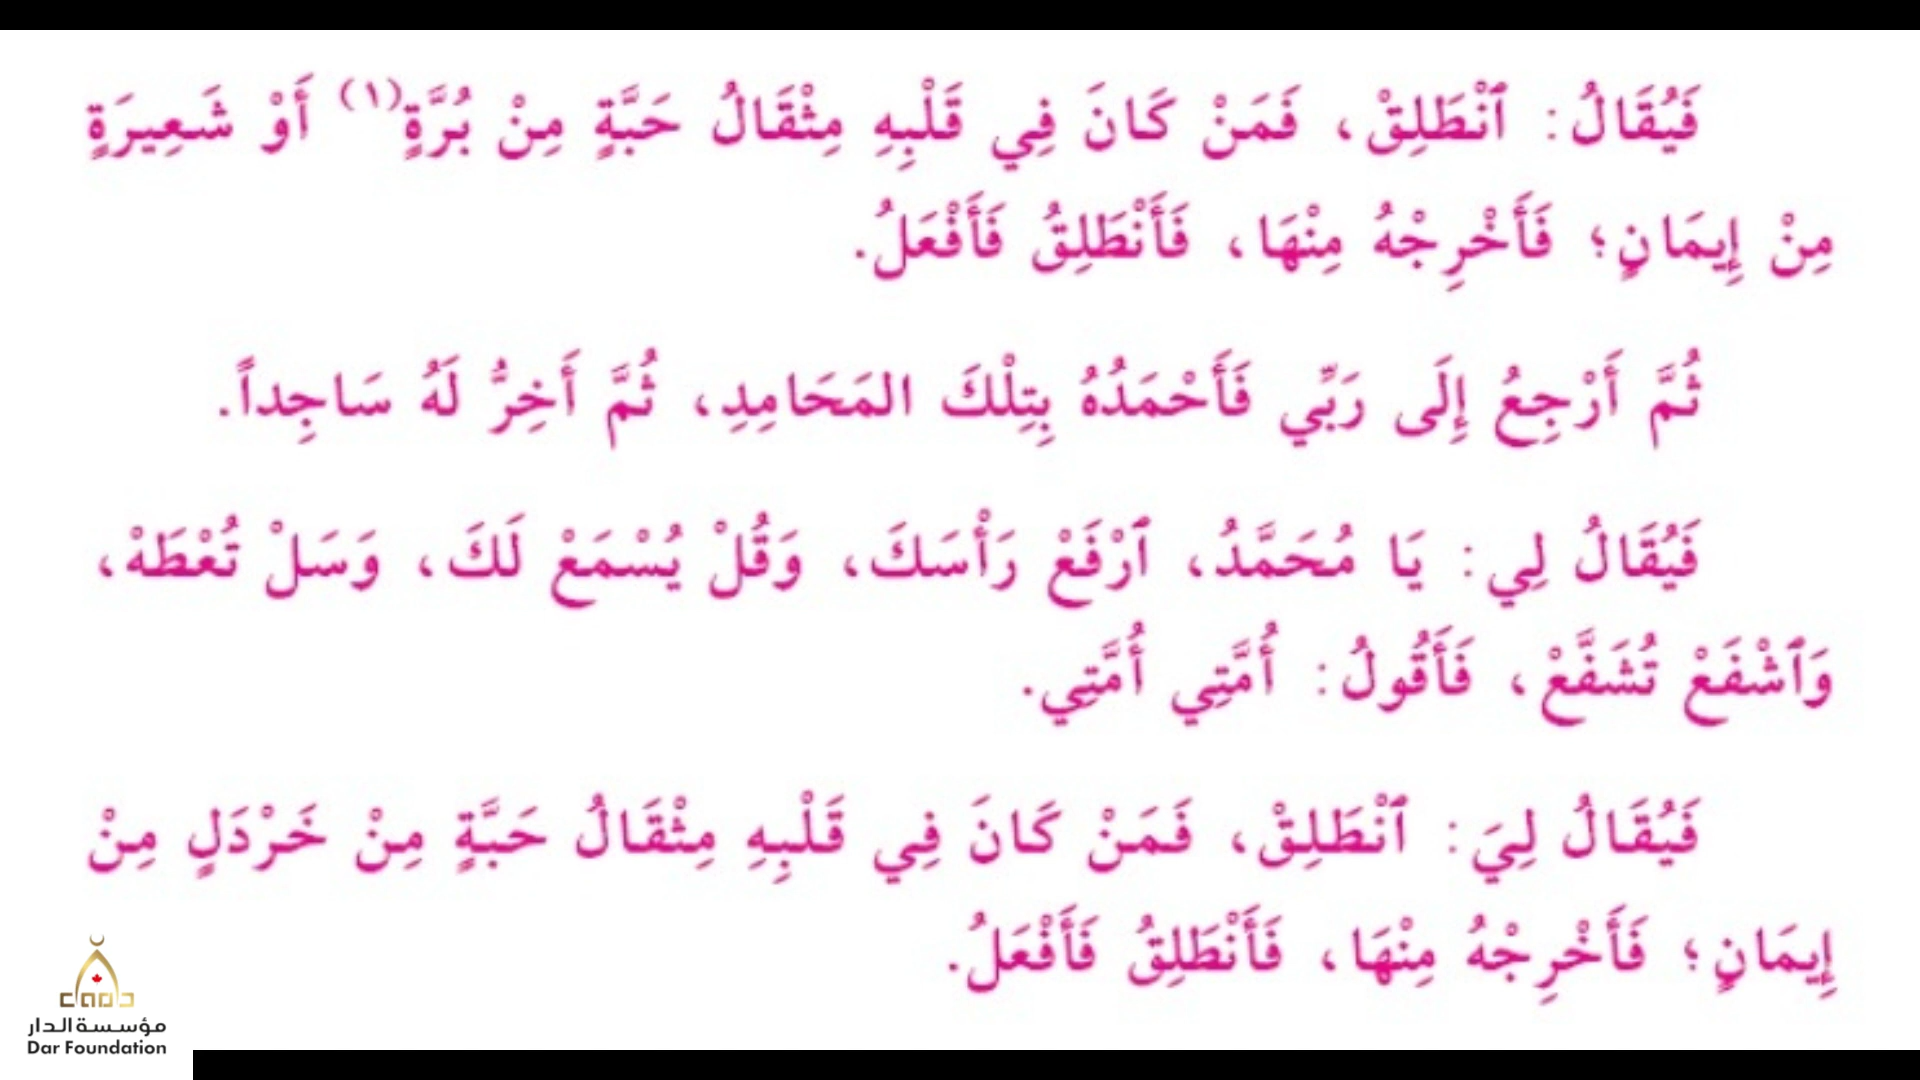 فَيُقَالُ: ٱنْطَلِقْ، فَمَنْ كَانَ فِي قَلْبِهِ مِثْقَالُ حَبَّةٍ مِنْ بُرَّةٍ(١) أَوْ شَعِيرَةٍ
مِنْ إِيمَانٍ؛ فَأَخْرِجْهُ مِنْهَا، فَأَنْطَلِقُ فَأَفْعَلُ.
ثُمَّ أَرْجِعُ إِلَى رَبِّي فَأَحْمَدُهُ بِتِلْكَ المَحَامِدِ، ثُمَّ أَخِرُّ لَهُ سَاجِداً.
فَيُقَالُ لِي: يَا مُحَمَّدُ، ٱرْفَعْ رَأْسَكَ، وَقُلْ يُسْمَعْ لَكَ، وَسَلْ تُعْطَهْ،
وَٱشْفَعْ تُشَفَّعْ، فَأَقُولُ: أُمَّتِي أُمَّتِي.
فَيُقَالُ لِيَ: ٱنْطَلِقْ، فَمَنْ كَانَ فِي قَلْبِهِ مِثْقَالُ حَبَّةٍ مِنْ خَرْدَلٍ مِنْ
إِيمَانٍ؛ فَأَخْرِجْهُ مِنْهَا، فَأَنْطَلِقُ فَأَفْعَلُ.
مؤسسة الدار
Dar Foundation